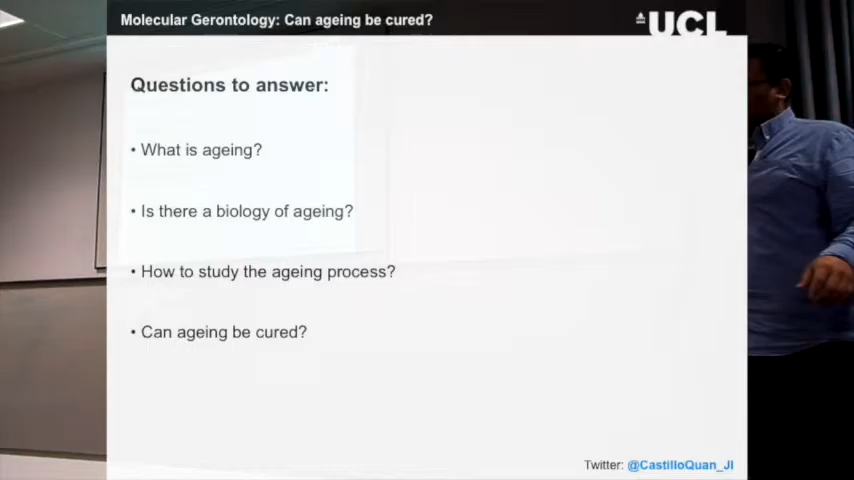 Molecular Gerontology: Can ageing be cured?
UCL
Questions to answer:
• What is ageing?
• Is there a biology of ageing?
• How to study the ageing process?
• Can ageing be cured?
Twitter: @CastilloQuan_JI